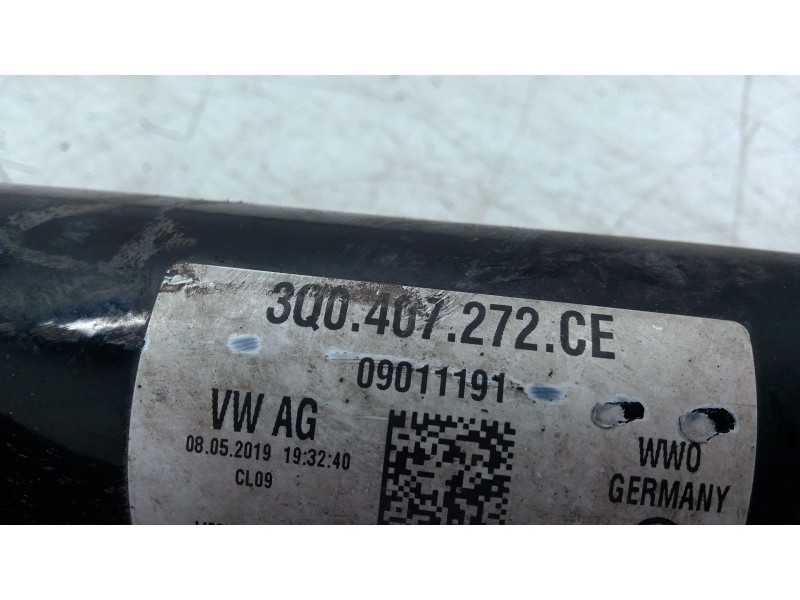 3Q0.407.272.CE
09011191-
VW AG
08.05.2019 19:32:40
CL09
WWO
GERMANY